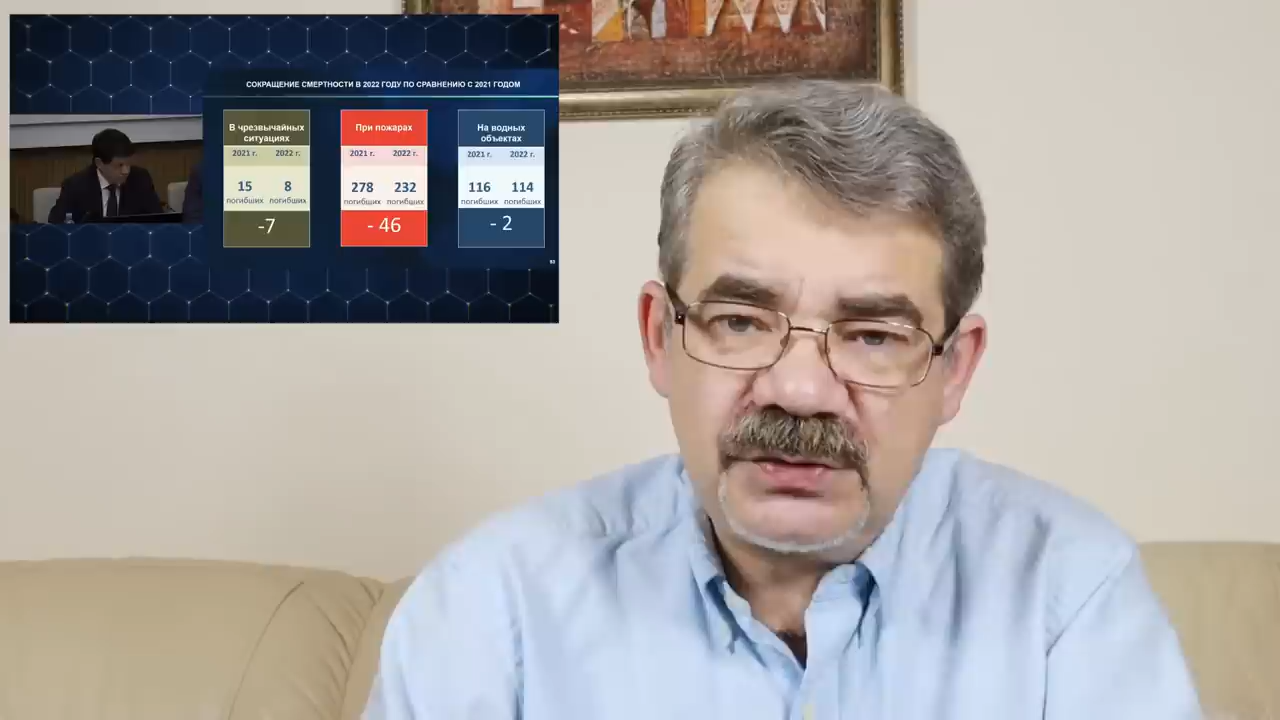 СОКРАЩЕНИЕ СМЕРТНОСТИ В 2022 ГОДУ ПО СРАВНЕНИЮ С 2021 ГОДОМ
В чрезвычайных
ситуациях
2021 г. 2022 г.
15 8
погибших погибших
-7
При пожарах
2021 г. 2022 г.
278 232
погибших погибших
- 46
На водных
объектах
2021 г. 2022 г.
116 114
погибших погибших
- 2